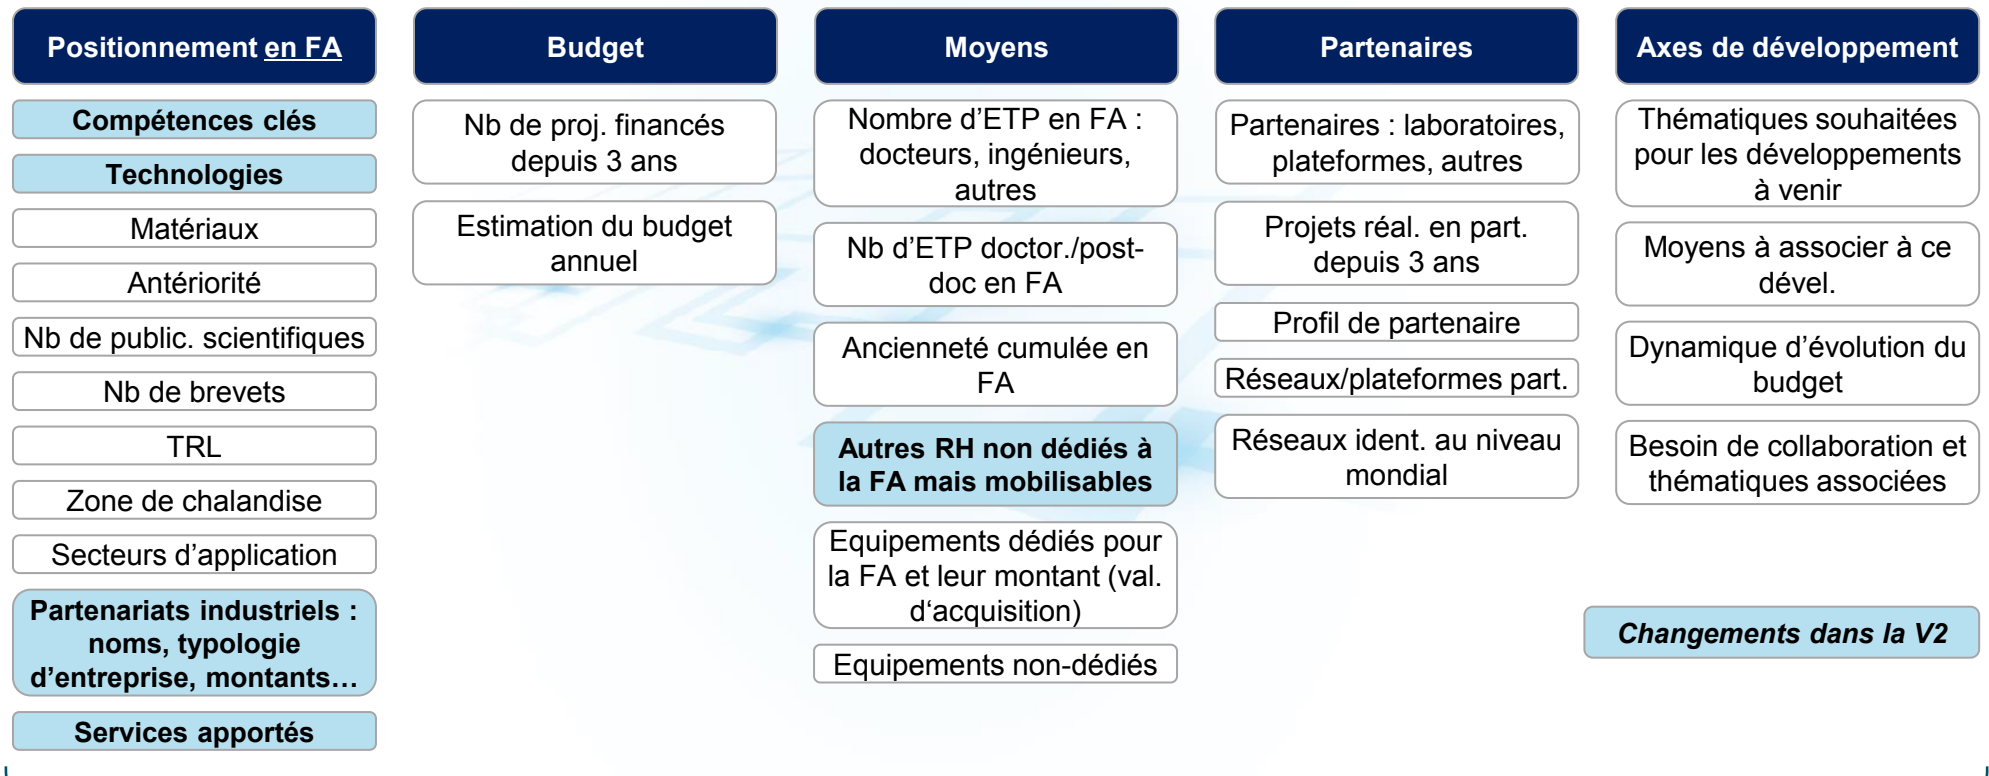 Positionnement en FA
Compétences clés
Technologies
Matériaux
Antériorité
Nb de public. scientifiques
Nb de brevets
TRL
Zone de chalandise
Secteurs d’application
Partenariats industriels :
noms, typologie
d’entreprise, montants…
Services apportés
Budget
Nb de proj. financés
depuis 3 ans
Estimation du budget
annuel
Moyens
Nombre d’ETP en FA :
docteurs, ingénieurs,
autres
Nb d’ETP doctor./post-
doc en FA
Ancienneté cumulée en
FA
Autres RH non dédiés à
la FA mais mobilisables
Equipements dédiés pour
la FA et leur montant (val.
d‘acquisition)
Equipements non-dédiés
Partenaires
Partenaires : laboratoires,
plateformes, autres
Projets réal. en part.
depuis 3 ans
Profil de partenaire
Réseaux/plateformes part.
Réseaux ident. au niveau
mondial
Axes de développement
Thématiques souhaitées
pour les développements
à venir
Moyens à associer à ce
dével.
Dynamique d’évolution du
budget
Besoin de collaboration et
thématiques associées
Changements dans la V2